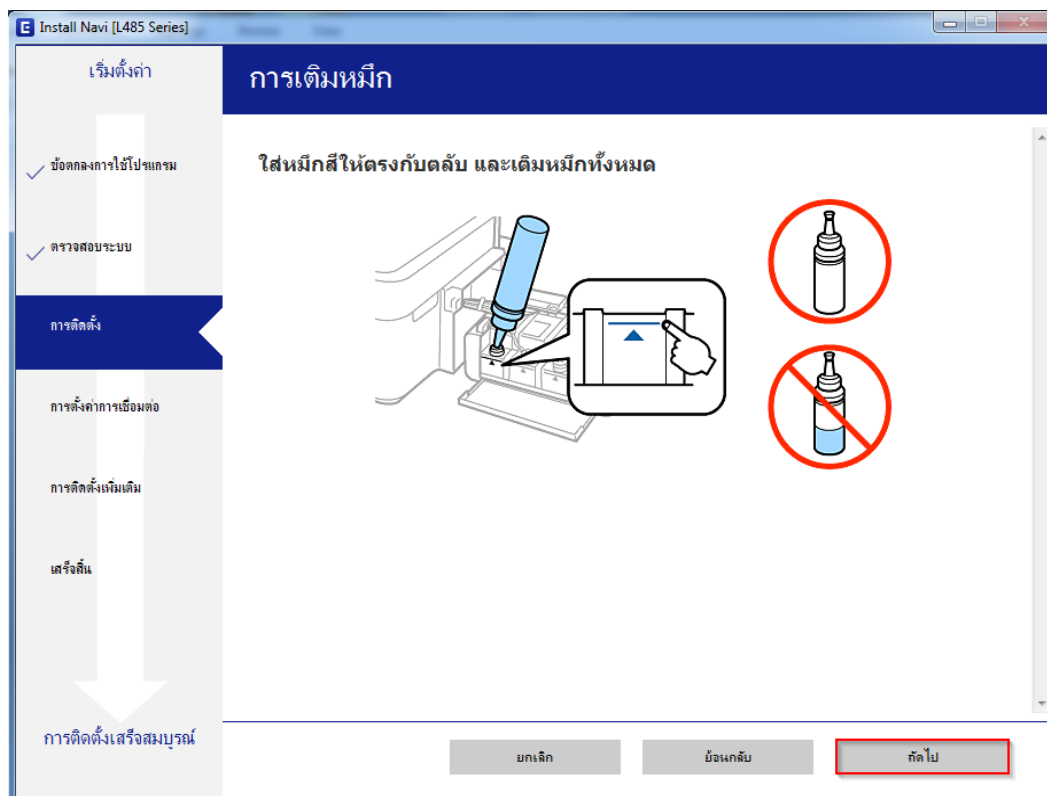 Install Navi [L485 Series]
เริ่มตั้งค่า
การเติมหมึก
ข้อตกลงการใช้โปรแกรม
ตรวจสอบระบบ
การติดตั้ง
การตั้งค่าการเชื่อมต่อ
การติดตั้งเพิ่มเติม
เสร็จสิ้น
การติดตั้งเสร็จสมบูรณ์
ใส่หมึกสีให้ตรงกับตลับ และเติมหมึกทั้งหมด
ยกเลิก
ย้อนกลับ
ถัดไป